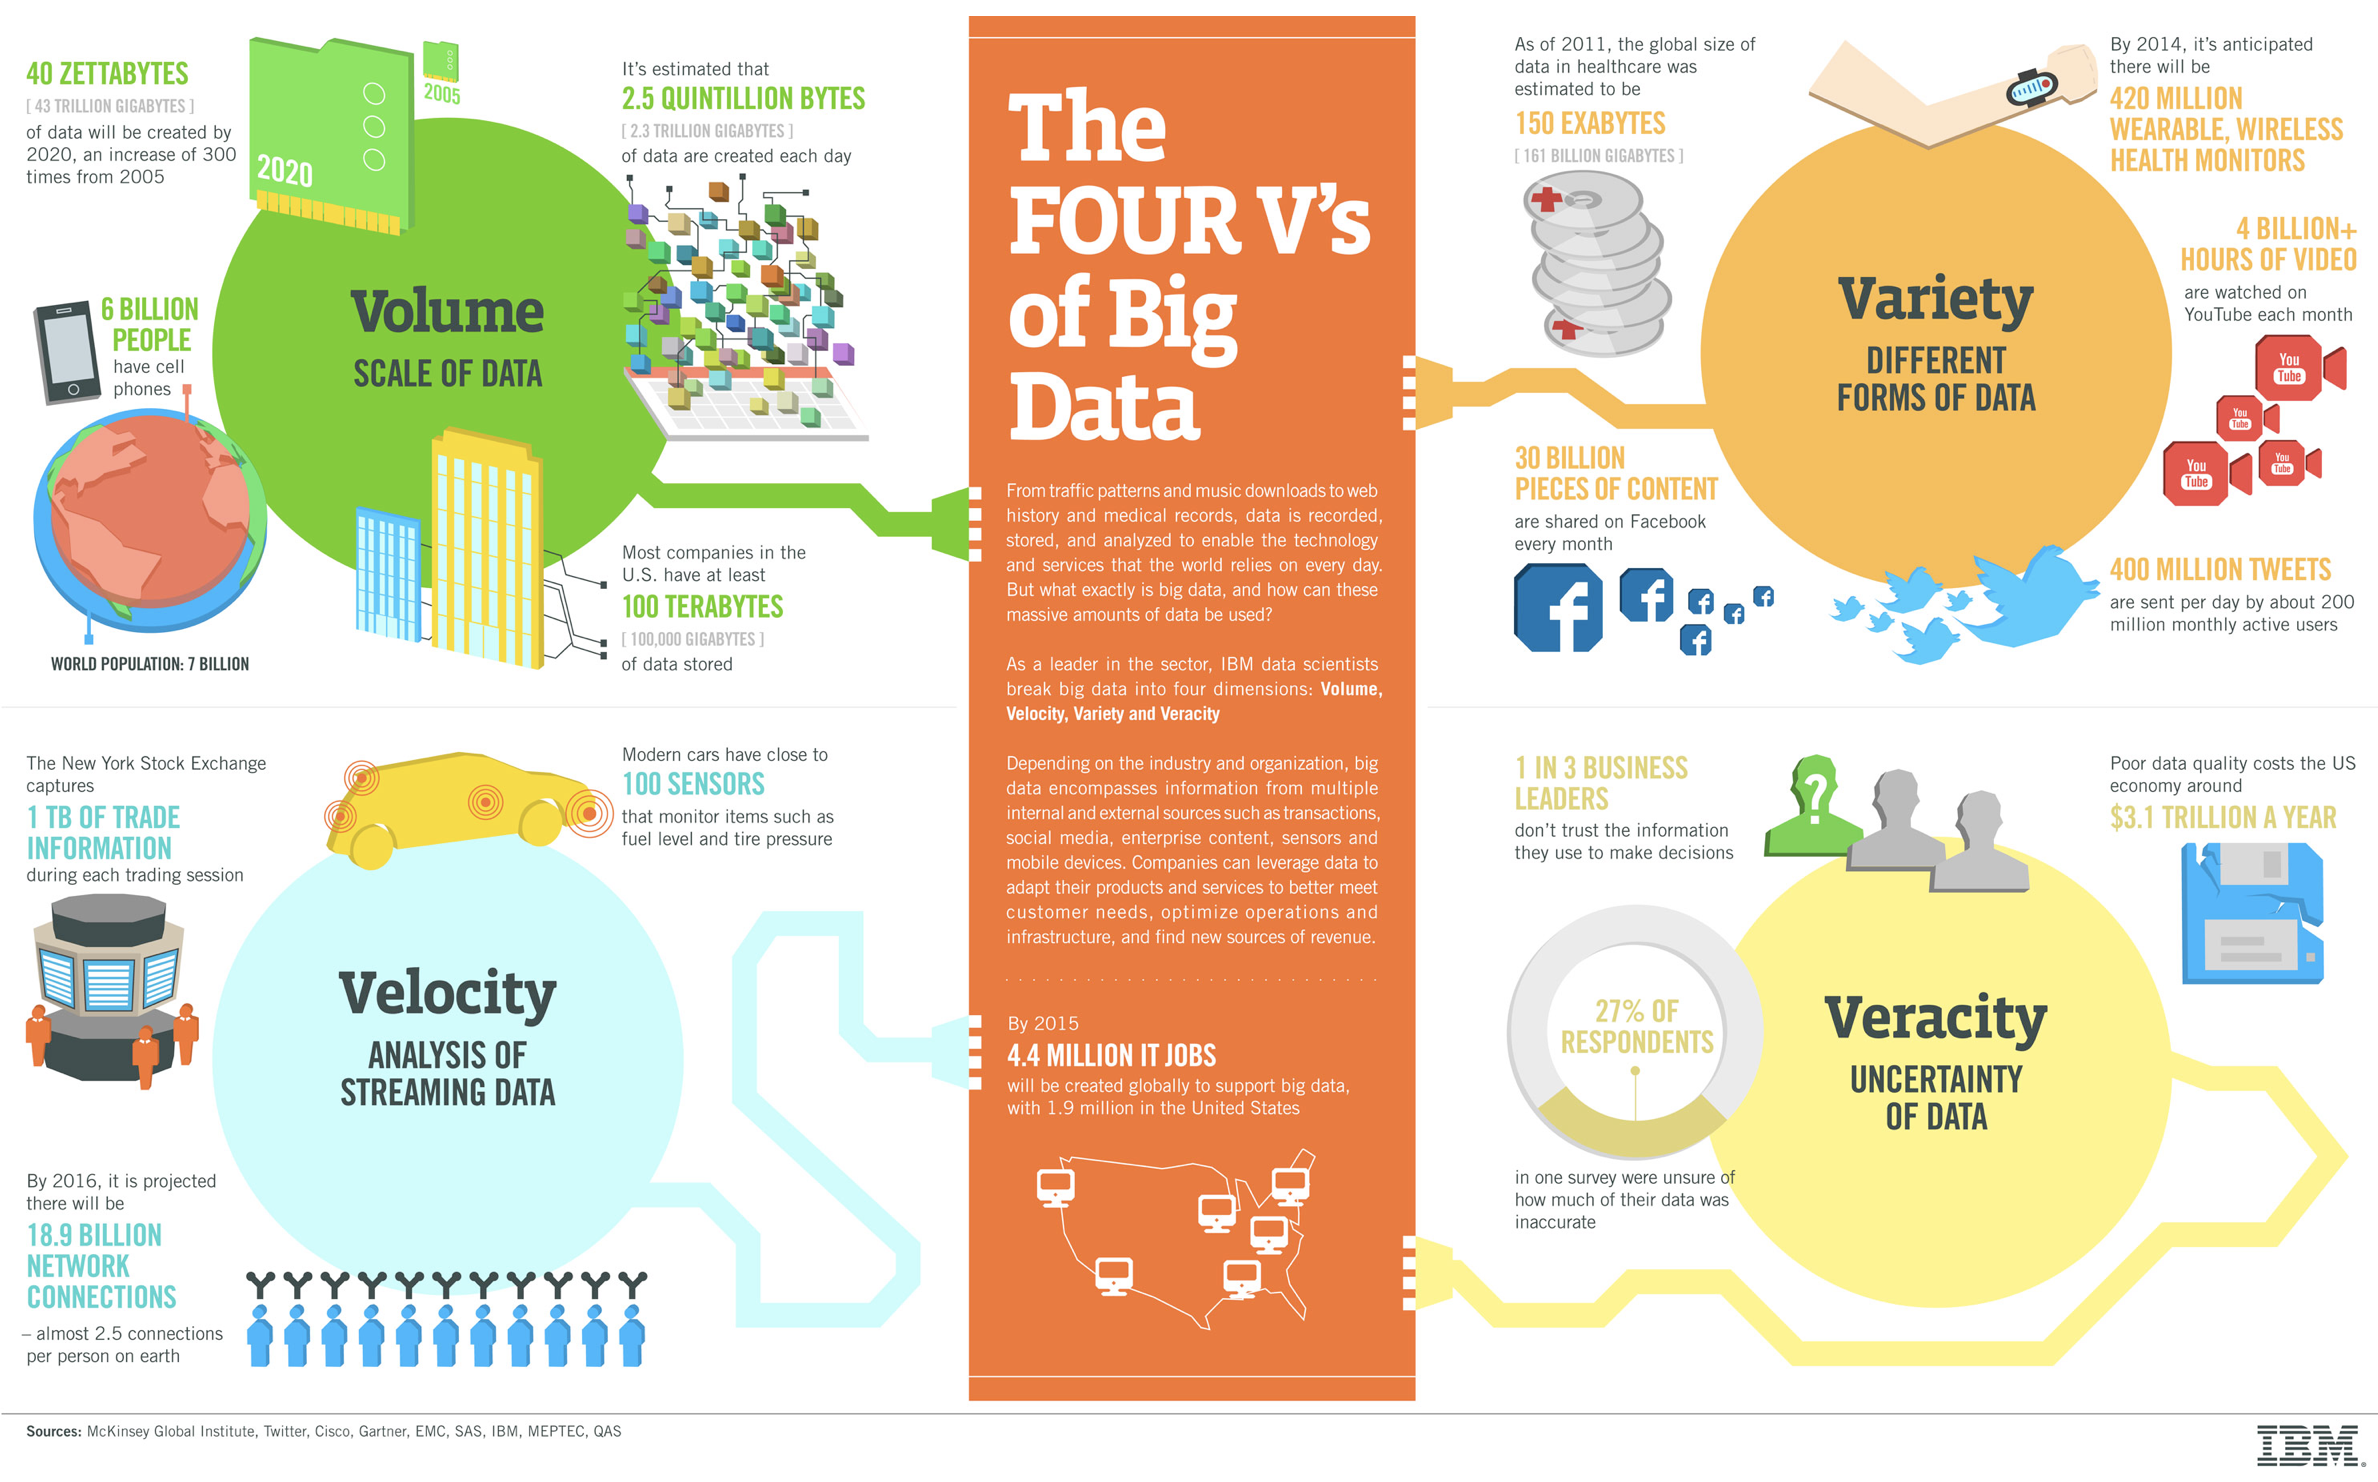 40 ZETTABYTES
[ 43 TRILLION GIGABYTES ]
of data will be created by
2020, an increase of 300
times from 2005
2020
2005
It’s estimated that
2.5 QUINTILLION BYTES
[ 2.3 TRILLION GIGABYTES ]
of data are created each day
6 BILLION
PEOPLE
have cell
phones
Volume
SCALE OF DATA
WORLD POPULATION: 7 BILLION
Most companies in the
U.S. have at least
100 TERABYTES
[ 100,000 GIGABYTES ]
of data stored
The New York Stock Exchange
captures
1 TB OF TRADE
INFORMATION
during each trading session
Modern cars have close to
100 SENSORS
that monitor items such as
fuel level and tire pressure
Velocity
ANALYSIS OF
STREAMING DATA
By 2016, it is projected
there will be
18.9 BILLION
NETWORK
CONNECTIONS
– almost 2.5 connections
per person on earth
The
FOUR V’s
of Big
Data
From traffic patterns and music downloads to web
history and medical records, data is recorded,
stored, and analyzed to enable the technology
and services that the world relies on every day.
But what exactly is big data, and how can these
massive amounts of data be used?
As a leader in the sector, IBM data scientists
break big data into four dimensions: Volume,
Velocity, Variety and Veracity
Depending on the industry and organization, big
data encompasses information from multiple
internal and external sources such as transactions,
social media, enterprise content, sensors and
mobile devices. Companies can leverage data to
adapt their products and services to better meet
customer needs, optimize operations and
infrastructure, and find new sources of revenue.
By 2015
4.4 MILLION IT JOBS
will be created globally to support big data,
with 1.9 million in the United States
As of 2011, the global size of
data in healthcare was
estimated to be
150 EXABYTES
[ 161 BILLION GIGABYTES ]
By 2014, it’s anticipated
there will be
420 MILLION
WEARABLE, WIRELESS
HEALTH MONITORS
4 BILLION+
HOURS OF VIDEO
are watched on
YouTube each month
You
Tube
You
Tube
You
Tube
You
Tube
Variety
DIFFERENT
FORMS OF DATA
30 BILLION
PIECES OF CONTENT
are shared on Facebook
every month
f
f
f
f
f
f
400 MILLION TWEETS
are sent per day by about 200
million monthly active users
1 IN 3 BUSINESS
LEADERS
don’t trust the information
they use to make decisions
?
Poor data quality costs the US
economy around
$3.1 TRILLION A YEAR
27% OF
RESPONDENTS
in one survey were unsure of
how much of their data was
inaccurate
Veracity
UNCERTAINTY
OF DATA
Sources: McKinsey Global Institute, Twitter, Cisco, Gartner, EMC, SAS, IBM, MEPTEC, QAS
IBM®